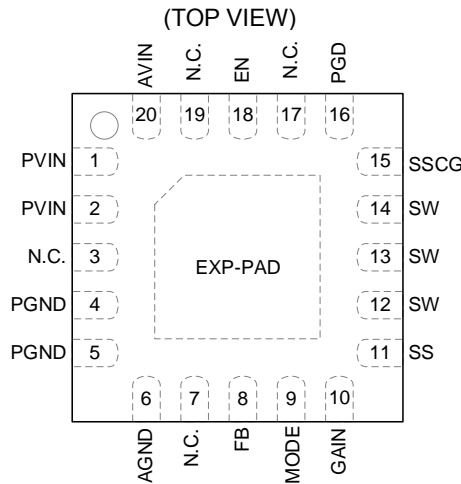 (TOP VIEW)
AVIN
N.C.
EN
N.C.
PGD
20
19
18
17
16
PVIN 1
PVIN 2
N.C. 3
PGND 4
PGND 5
15 SSCG
14 SW
13 SW
12 SW
11 SS
EXP-PAD
6
7
8
9
10
AGND
N.C.
FB
MODE
GAIN